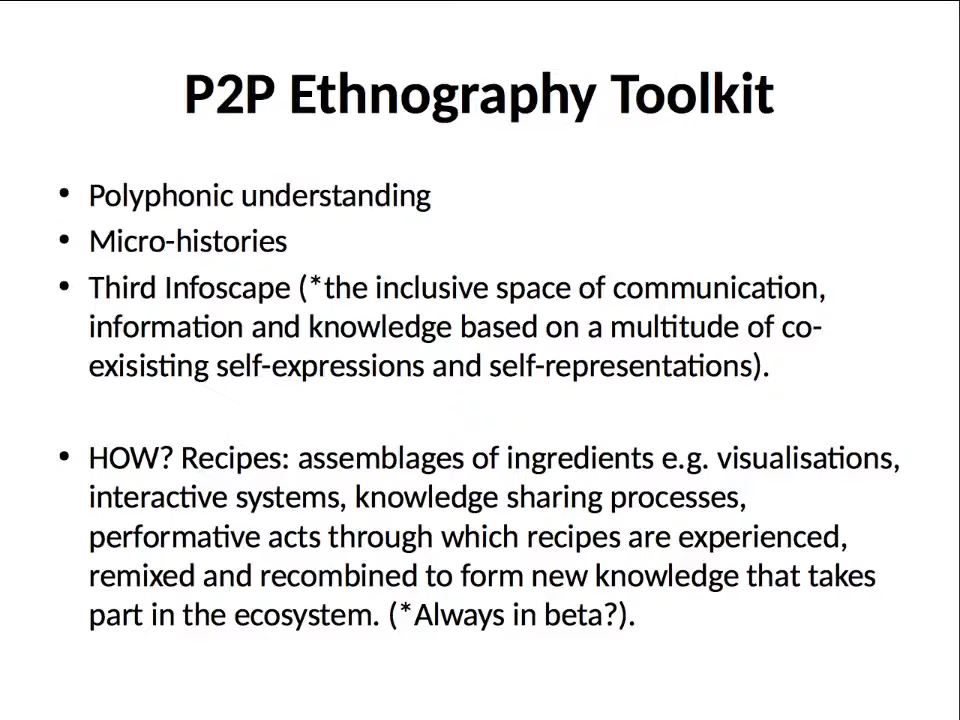 P2P Ethnography Toolkit
• Polyphonic understanding
• Micro-histories
• Third Infoscape (*the inclusive space of communication,
information and knowledge based on a multitude of co-
exisisting self-expressions and self-representations).
• HOW? Recipes: assemblages of ingredients e.g. visualisations,
interactive systems, knowledge sharing processes,
performative acts through which recipes are experienced,
remixed and recombined to form new knowledge that takes
part in the ecosystem. (*Always in beta?).